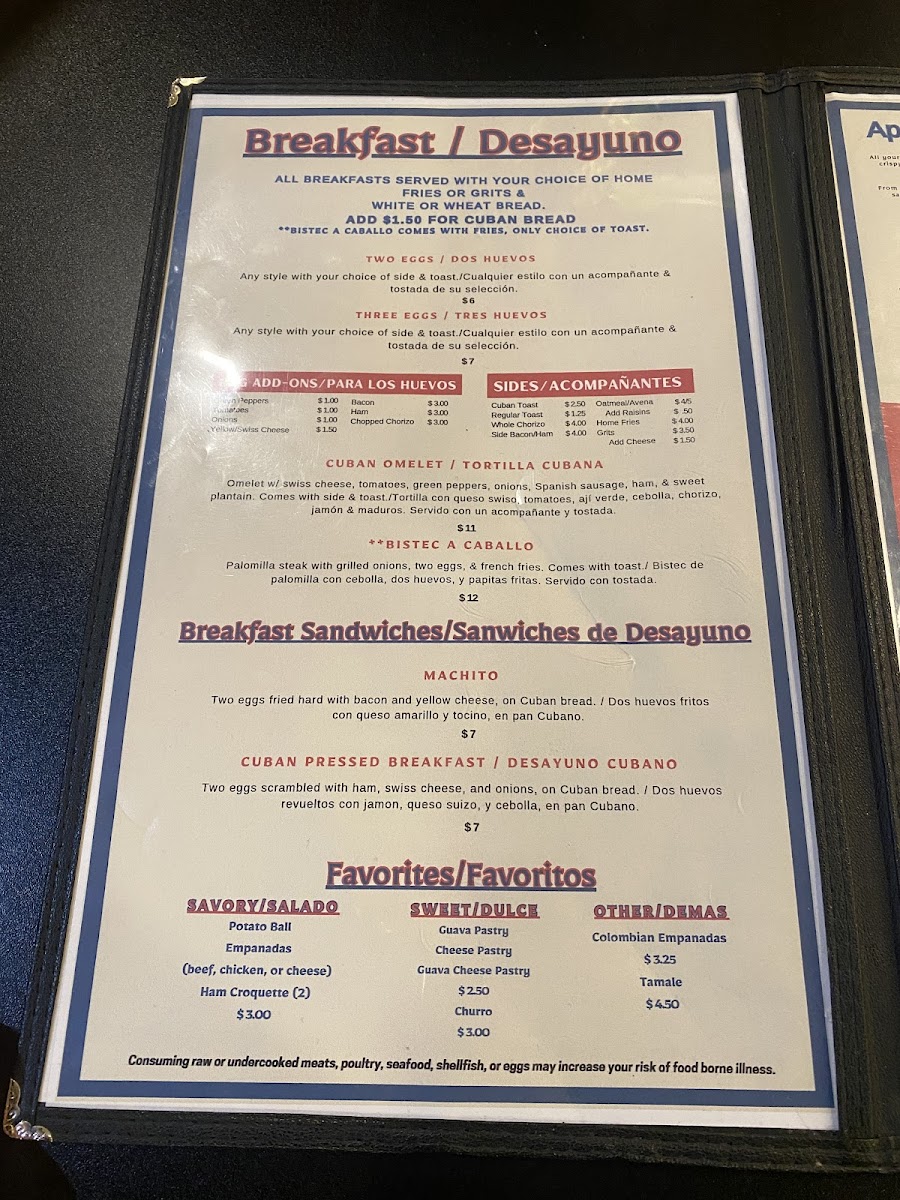 Breakfast / Desayuno
ALL BREAKFASTS SERVED WITH YOUR CHOICE OF HOME
FRIES OR GRITS &
WHITE OR WHEAT BREAD.
ADD $1.50 FOR CUBAN BREAD
**BISTEC A CABALLO COMES WITH FRIES, ONLY CHOICE OF TOAST.
TWO EGGS / DOS HUEVOS
Any style with your choice of side & toast./Cualquier estilo con un acompañante &
tostada de su selección.
$6
THREE EGGS / TRES HUEVOS
Any style with your choice of side & toast./Cualquier estilo con un acompañante &
tostada de su selección.
$7
ADD-ONS/PARA LOS HUEVOS
Peppers $1.00
Tomatoes $1.00
Onions $1.00
Yellow/Swiss Cheese $1.50
Bacon $3.00
Ham $3.00
Chopped Chorizo $3.00
SIDES/ACOMPAÑANTES
Cuban Toast $2.50
Regular Toast $1.25
Whole Chorizo $4.00
Side Bacon/Ham $4.00
Oatmeal/Avena $4/5
Add Raisins $ .50
Home Fries $4.00
Grits $3.50
Add Cheese $1.50
CUBAN OMELET / TORTILLA CUBANA
Omelet w/ swiss cheese, tomatoes, green peppers, onions, Spanish sausage, ham, & sweet
plantain. Comes with side & toast./Tortilla con queso swiso, tomatoes, ají verde, cebolla, chorizo,
jamón & maduros. Servido con un acompañante y tostada.
$11
**BISTEC A CABALLO
Palomilla steak with grilled onions, two eggs, & french fries. Comes with toast./ Bistec de
palomilla con cebolla, dos huevos, y papitas fritas. Servido con tostada.
$12
Breakfast Sandwiches/Sanwiches de Desayuno
MACHITO
Two eggs fried hard with bacon and yellow cheese, on Cuban bread. / Dos huevos fritos
con queso amarillo y tocino, en pan Cubano.
$7
CUBAN PRESSED BREAKFAST / DESAYUNO CUBANO
Two eggs scrambled with ham, swiss cheese, and onions, on Cuban bread. / Dos huevos
revueltos con jamon, queso suizo, y cebolla, en pan Cubano.
$7
Favorites/Favoritos
SAVORY/SALADO
Potato Ball
Empanadas
(beef, chicken, or cheese)
Ham Croquette (2)
$3.00
SWEET/DULCE
Guava Pastry
Cheese Pastry
Guava Cheese Pastry
$2.50
Churro
$3.00
OTHER/DEMAS
Colombian Empanadas
$3.25
Tamale
$4.50
Consuming raw or undercooked meats, poultry, seafood, shellfish, or eggs may increase your risk of food borne illness.
Ap
All your
crisp
From
sa